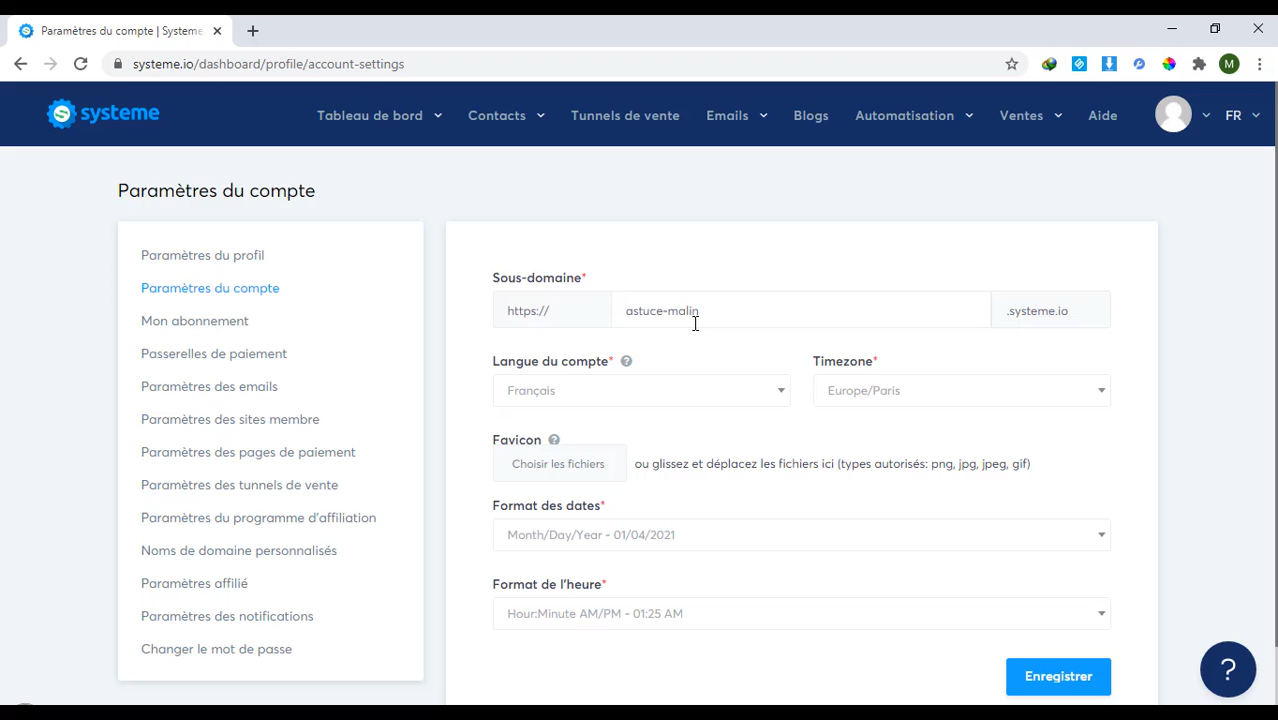 Paramètres du compte | Systeme
systeme.io/dashboard/profile/account-settings
M
systeme
Tableau de bord
Contacts
Tunnels de vente
Emails
Blogs
Automatisation
Ventes
Aide
FR
Paramètres du compte
Paramètres du profil
Paramètres du compte
Mon abonnement
Passerelles de paiement
Paramètres des emails
Paramètres des sites membre
Paramètres des pages de paiement
Paramètres des tunnels de vente
Paramètres du programme d'affiliation
Noms de domaine personnalisés
Paramètres affilié
Paramètres des notifications
Changer le mot de passe
Sous-domaine*
https:// astuce-malin .systeme.io
Langue du compte* ? Timezone*
Français Europe/Paris
Favicon ?
Choisir les fichiers ou glissez et déplacez les fichiers ici (types autorisés: png, jpg, jpeg, gif)
Format des dates*
Month/Day/Year - 01/04/2021
Format de l'heure*
Hour:Minute AM/PM - 01:25 AM
Enregistrer
?